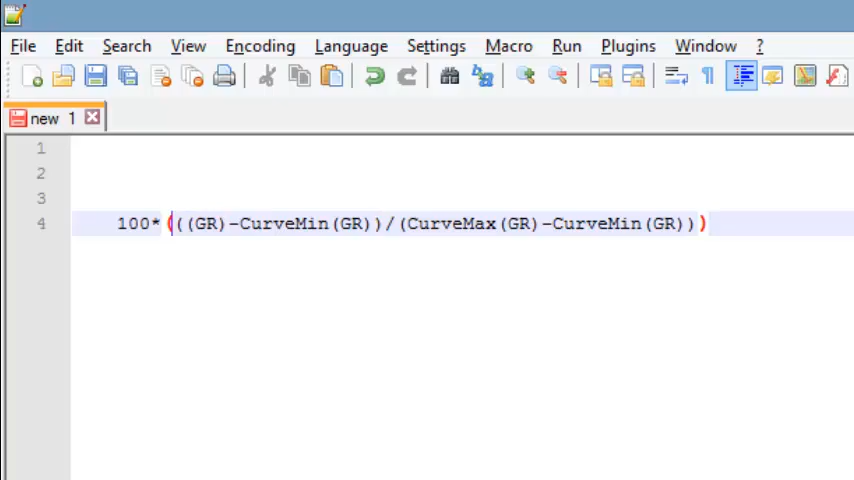 File Edit Search View Encoding Language Settings Macro Run Plugins Window ?
new 1
1
2
3
4 100*(((GR)-CurveMin(GR))/(CurveMax(GR)-CurveMin(GR)))